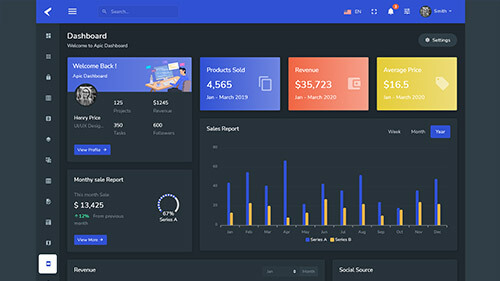 Search...
EN
3
Smith
Dashboard
Welcome to Apic Dashboard
Settings
Welcome Back !
Apic Dashboard
Henry Price
UI/UX Desig...
125
Projects
$1245
Revenue
350
Tasks
600
Followers
View Profile
Products Sold
4,565
Jan - March 2019
Revenue
$35,723
Jan - March 2020
Average Price
$16.5
Jan - March 2020
Sales Report
Week
Month
Year
80
60
40
20
0
Jan Feb Mar Apr May Jun Jul Aug Sep Oct Nov Dec
Series A Series B
Monthy sale Report
This month Sale
$ 13,425
12% From previous
month
67%
Series A
View More
Revenue
Jan
Social Source